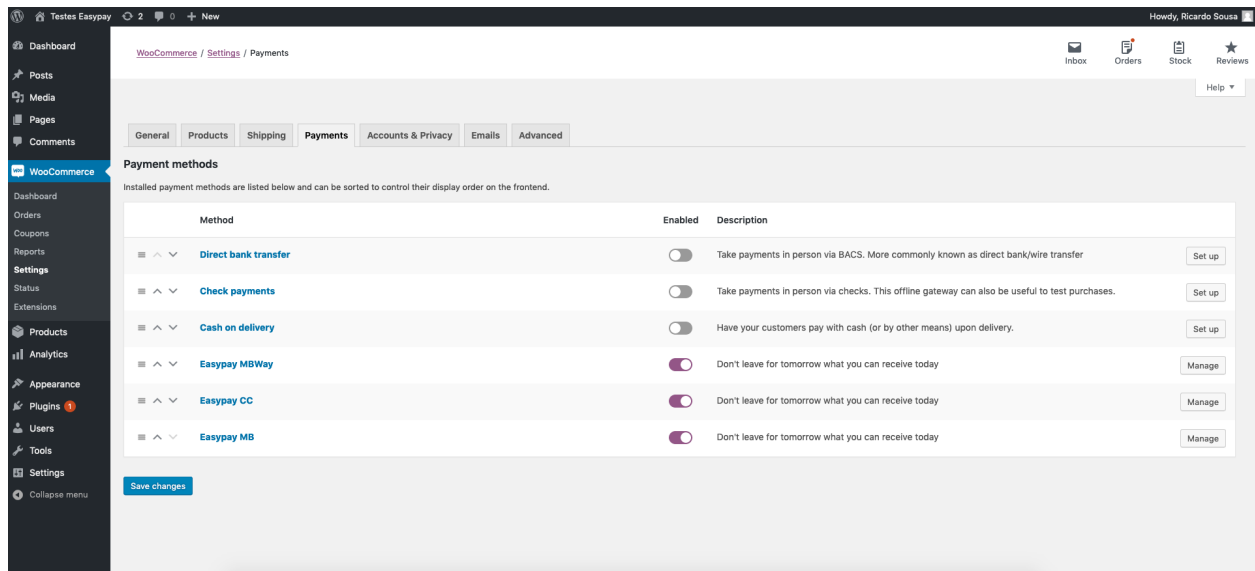 Testes Easypay 2 0 + New Howdy, Ricardo Sousa
Dashboard
Posts
Media
Pages
Comments
WooCommerce
Dashboard
Orders
Coupons
Reports
Settings
Status
Extensions
Products
Analytics
Appearance
Plugins 1
Users
Tools
Settings
Collapse menu
WooCommerce / Settings / Payments
Inbox Orders Stock Reviews
Help
General Products Shipping Payments Accounts & Privacy Emails Advanced
Payment methods
Installed payment methods are listed below and can be sorted to control their display order on the frontend.
Method Enabled Description
Direct bank transfer Take payments in person via BACS. More commonly known as direct bank/wire transfer Set up
Check payments Take payments in person via checks. This offline gateway can also be useful to test purchases. Set up
Cash on delivery Have your customers pay with cash (or by other means) upon delivery. Set up
Easypay MBWay Don't leave for tomorrow what you can receive today Manage
Easypay CC Don't leave for tomorrow what you can receive today Manage
Easypay MB Don't leave for tomorrow what you can receive today Manage
Save changes